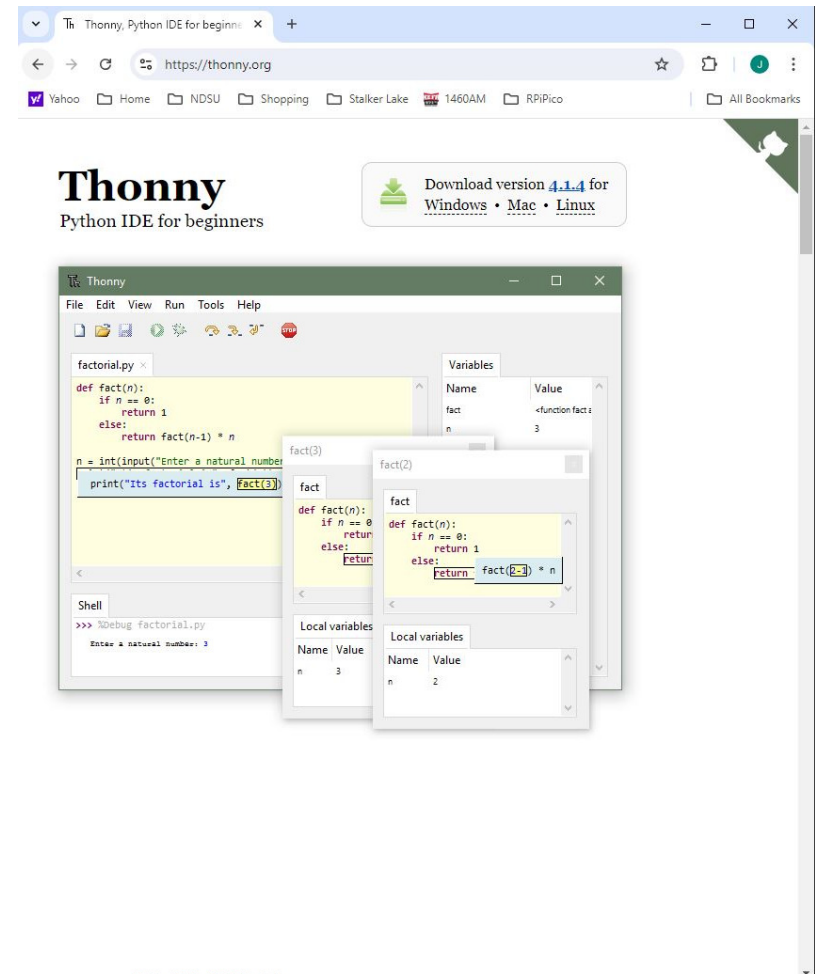 Th Thonny, Python IDE for beginne
https://thonny.org
J
y! Yahoo Home NDSU Shopping Stalker Lake 1460AM RPiPico All Bookmarks
Thonny
Python IDE for beginners
Download version 4.1.4 for
Windows • Mac • Linux
Thonny
File Edit View Run Tools Help
STOP
factorial.py
def fact(n):
if n == 0:
return 1
else:
return fact(n-1) * n
n = int(input("Enter a natural number
print("Its factorial is", fact(3))
Shell
>>> %Debug factorial.py
Enter a natural number: 3
Variables
Name Value
fact <function fact a
n 3
fact(3)
fact
def fact(n):
if n == 0
retur
else:
retur
Local variables
Name Value
n 3
fact(2)
fact
def fact(n):
if n == 0:
return 1
else:
return fact(2-1) * n
Local variables
Name Value
n 2